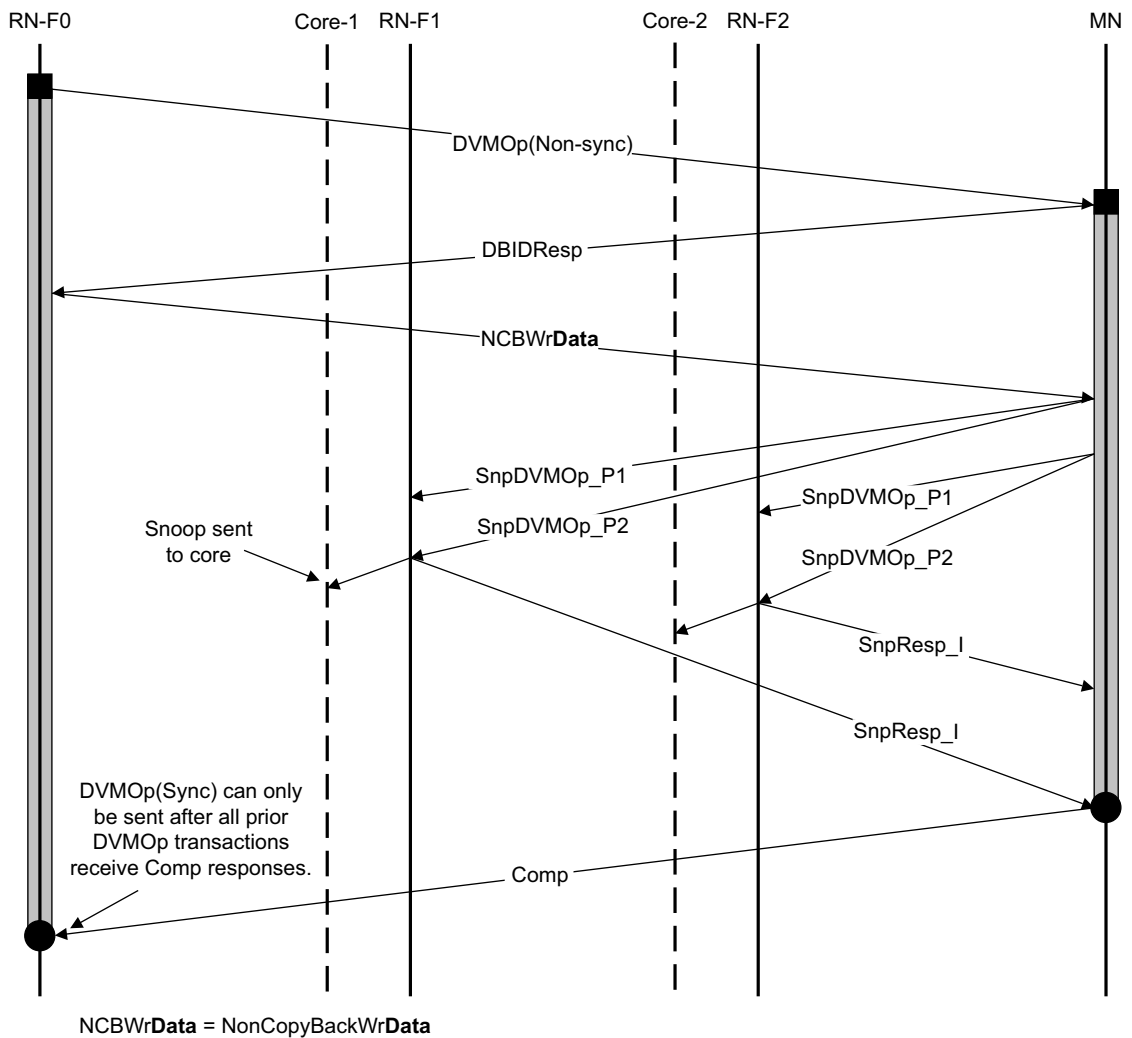 RN-F0
Core-1
RN-F1
Core-2
RN-F2
MN
DVMOp(Non-sync)
DBIDResp
NCBWrData
SnpDVMOp_P1
SnpDVMOp_P1
SnpDVMOp_P2
Snoop sent
to core
SnpDVMOp_P2
SnpResp_I
SnpResp_I
DVMOp(Sync) can only
be sent after all prior
DVMOp transactions
receive Comp responses.
Comp
NCBWrData = NonCopyBackWrData